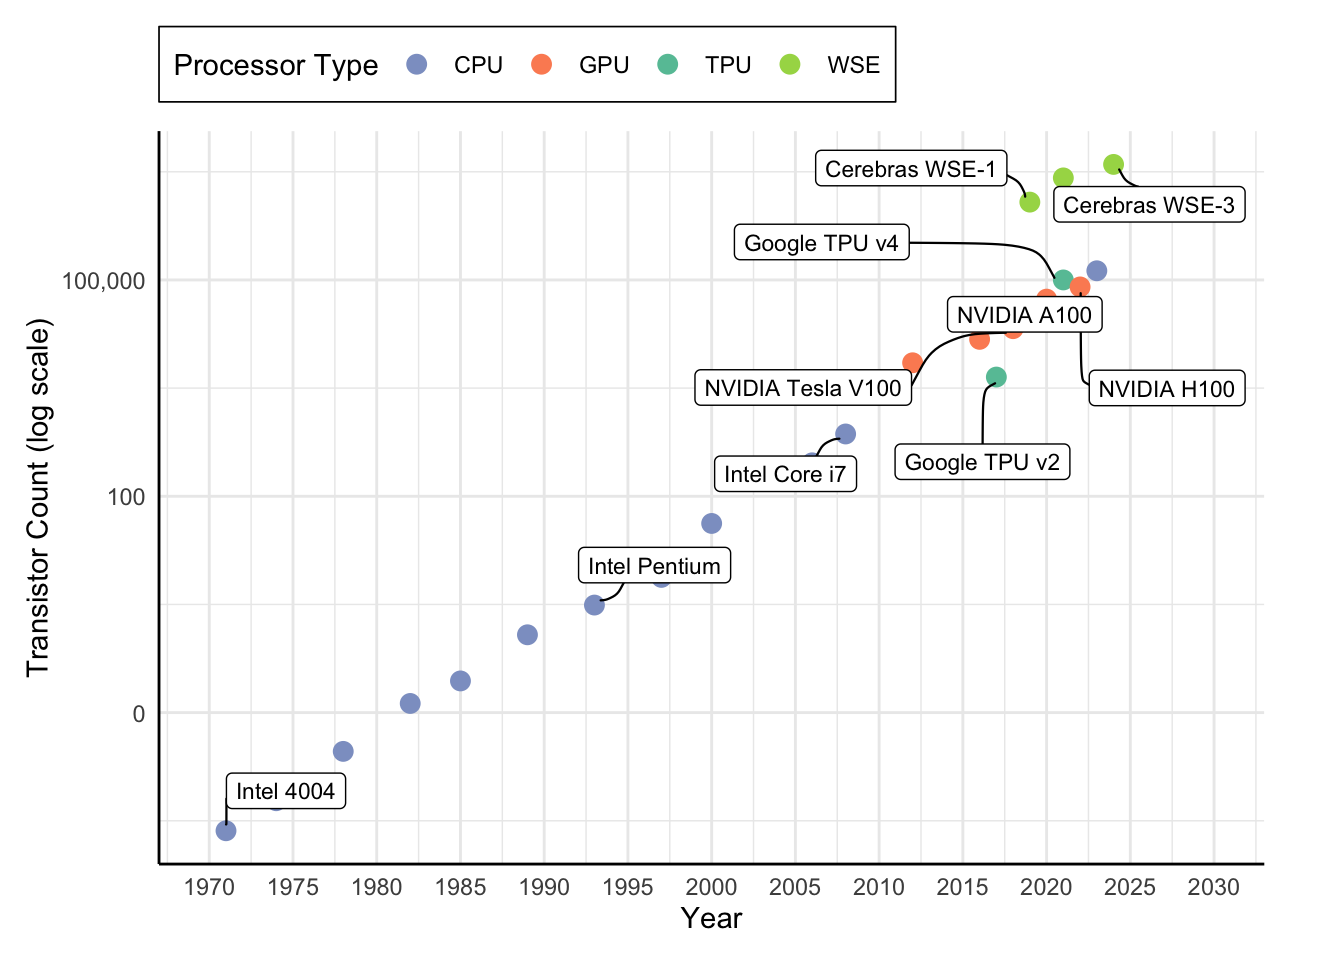 Processor Type CPU GPU TPU WSE
Cerebras WSE-1
Cerebras WSE-3
Google TPU v4
100,000
NVIDIA A100
NVIDIA Tesla V100
NVIDIA H100
Google TPU v2
Intel Core i7
100
Intel Pentium
0
Intel 4004
Transistor Count (log scale)
1970 1975 1980 1985 1990 1995 2000 2005 2010 2015 2020 2025 2030
Year